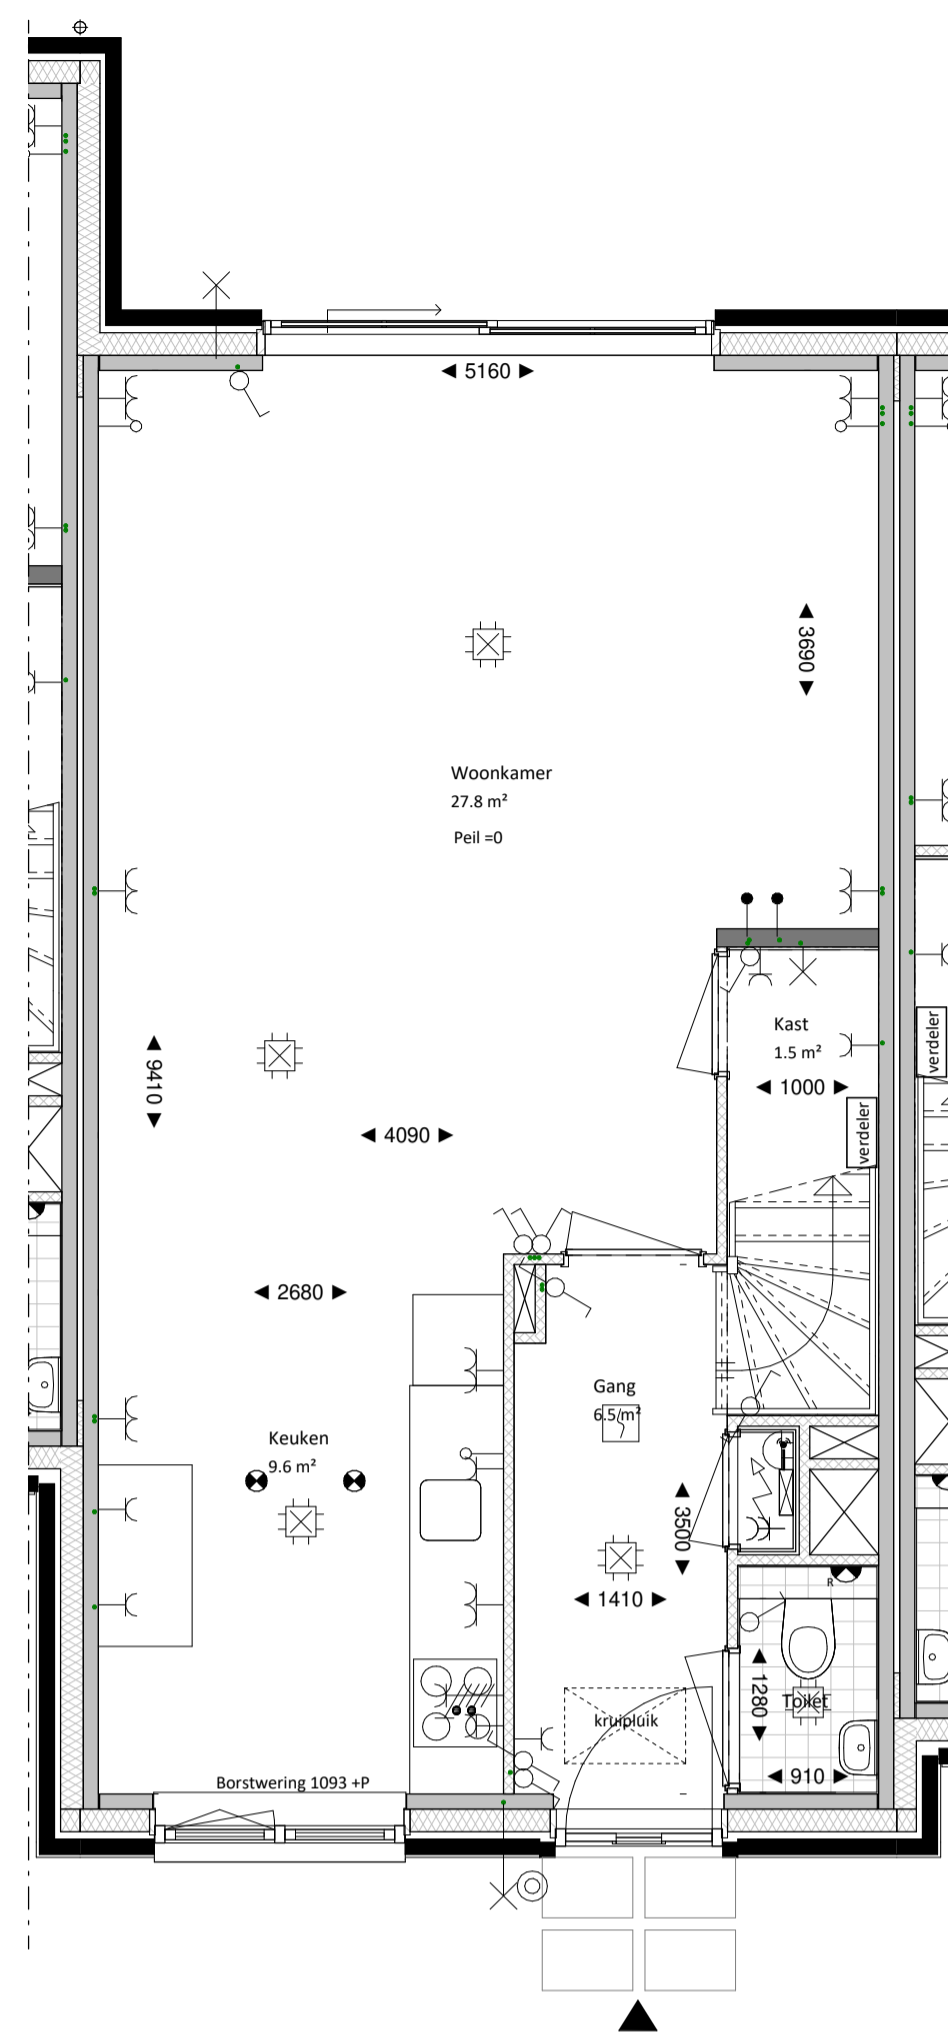 ◄ 5160 ►
◄ 3690 ►
Woonkamer
27.8 m²
Peil =0
Kast
1.5 m²
◄ 1000 ►
verdeler
verdeler
◄ 9410 ►
◄ 4090 ►
◄ 2680 ►
Gang
6.5 m²
Keuken
9.6 m²
◄ 3500 ►
◄ 1410 ►
R
◄ 1280 ►
Toilet
kruipluik
◄ 910 ►
Borstwering 1093 +P